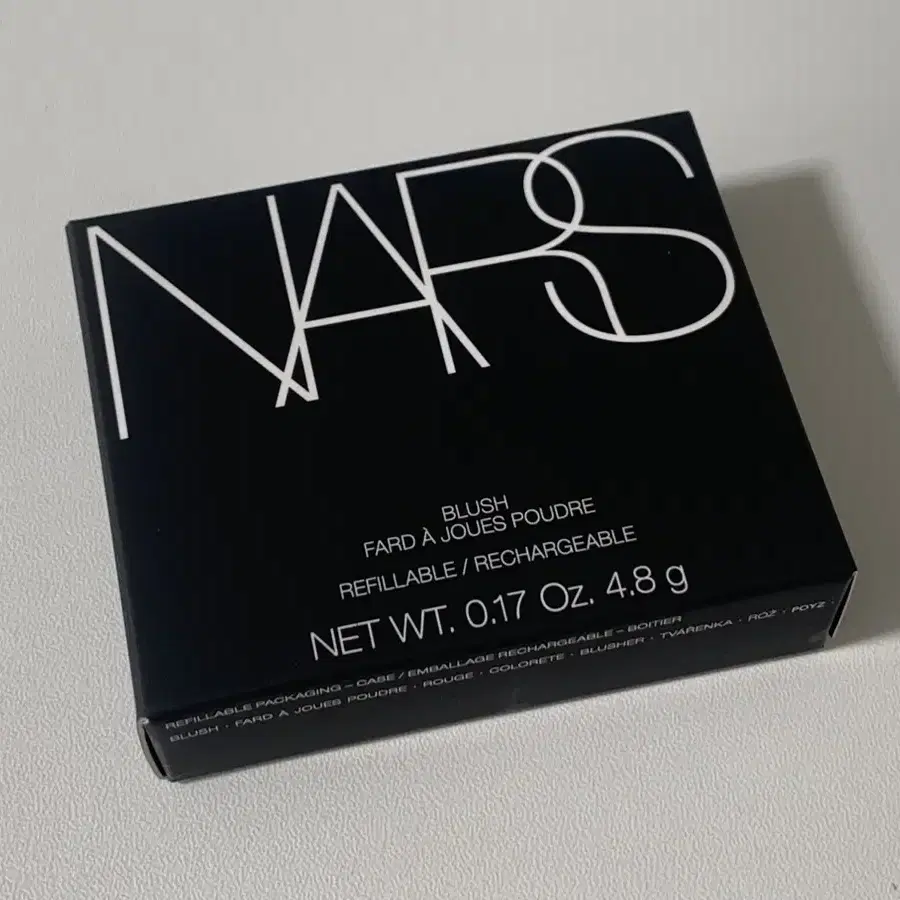 NARS
BLUSH
FARD À JOUES POUDRE
REFILLABLE / RECHARGEABLE
NET WT. 0.17 Oz. 4.8 g
REFILLABLE PACKAGING – CASE / EMBALLAGE RECHARGEABLE – BOITIER
BLUSH · FARD À JOUES POUDRE · ROUGE · COLORETE · BLUSHER · TVÁŘENKA · RÓŻ · ΡΟΥΖ ·